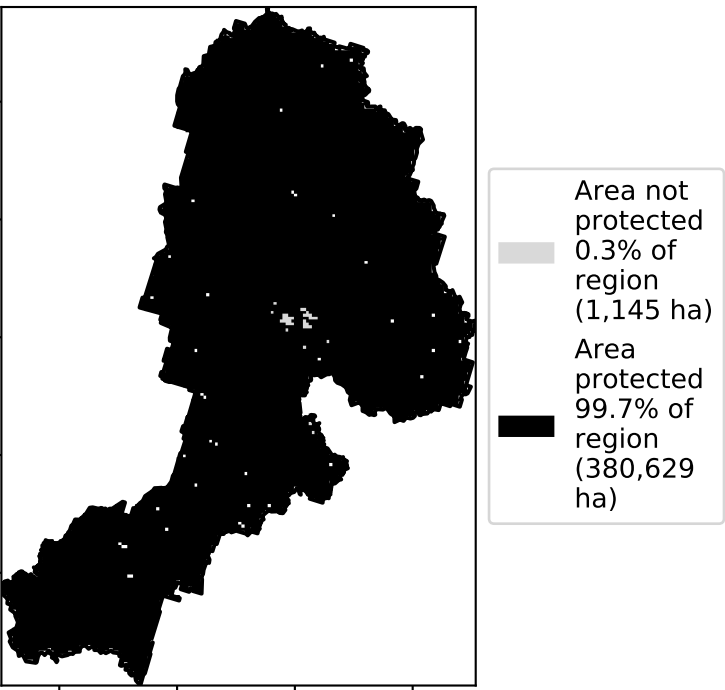 Area not
protected
0.3% of
region
(1,145 ha)
Area
protected
99.7% of
region
(380,629
ha)